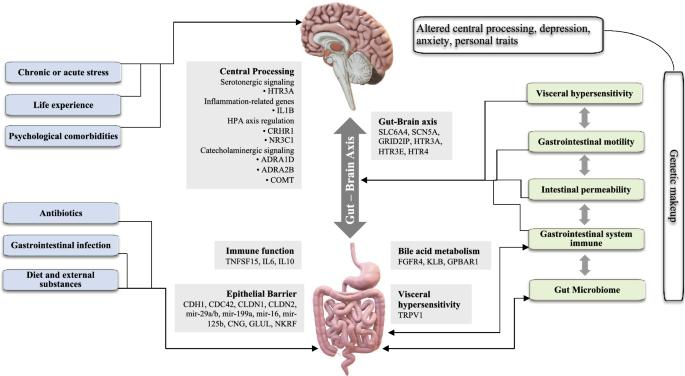 Altered central processing, depression,
anxiety, personal traits
Chronic or acute stress
Life experience
Psychological comorbidities
Central Processing
Serotonergic signaling
• HTR3A
Inflammation-related genes
• IL1B
HPA axis regulation
• CRHR1
• NR3C1
Catecholaminergic signaling
• ADRA1D
• ADRA2B
• COMT
Gut – Brain Axis
Gut-Brain axis
SLC6A4, SCN5A,
GRID2IP, HTR3A,
HTR3E, HTR4
Visceral hypersensitivity
Gastrointestinal motility
Intestinal permeability
Gastrointestinal system
immune
Gut Microbiome
Genetic makeup
Antibiotics
Gastrointestinal infection
Diet and external
substances
Immune function
TNFSF15, IL6, IL10
Epithelial Barrier
CDH1, CDC42, CLDN1, CLDN2,
mir-29a/b, mir-199a, mir-16, mir-
125b, CNG, GLUL, NKRF
Bile acid metabolism
FGFR4, KLB, GPBAR1
Visceral
hypersensitivity
TRPV1